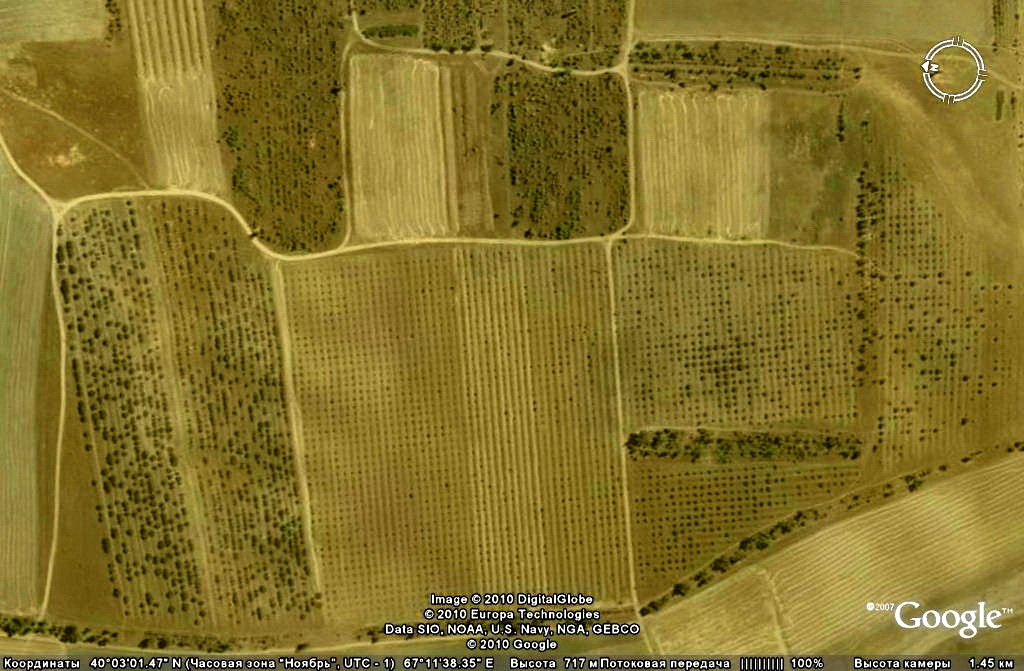 N
Image © 2010 DigitalGlobe
© 2010 Europa Technologies
Data SIO, NOAA, U.S. Navy, NGA, GEBCO
© 2010 Google
©2007 Google™
Координаты 40°03'01.47" N (Часовая зона "Ноябрь", UTC - 1) 67°11'38.35" E Высота 717 м Потоковая передача |||||||||| 100% Высота камеры 1.45 км